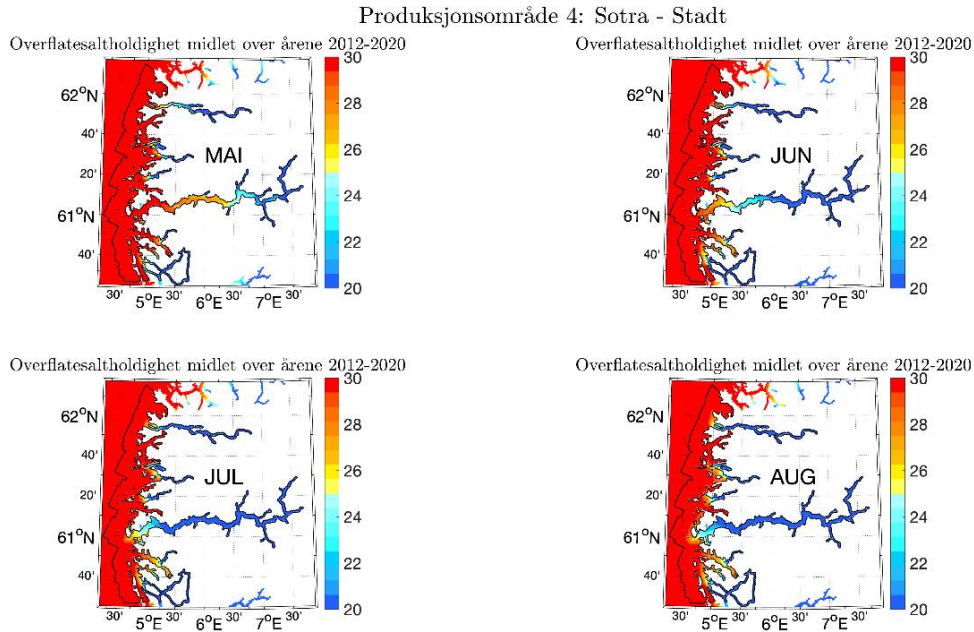 Produksjonsområde 4: Sotra - Stadt
Overflatesaltholdighet midlet over årene 2012-2020
30
28
26
24
22
20
62°N
40'
20'
61°N
40'
MAI
30'
5°E 30' 6°E 30' 7°E 30'
Overflatesaltholdighet midlet over årene 2012-2020
30
28
26
24
22
20
62°N
40'
20'
61°N
40'
JUN
30'
5°E 30' 6°E 30' 7°E 30'
Overflatesaltholdighet midlet over årene 2012-2020
30
28
26
24
22
20
62°N
40'
20'
61°N
40'
JUL
30'
5°E 30' 6°E 30' 7°E 30'
Overflatesaltholdighet midlet over årene 2012-2020
30
28
26
24
22
20
62°N
40'
20'
61°N
40'
AUG
30'
5°E 30' 6°E 30' 7°E 30'